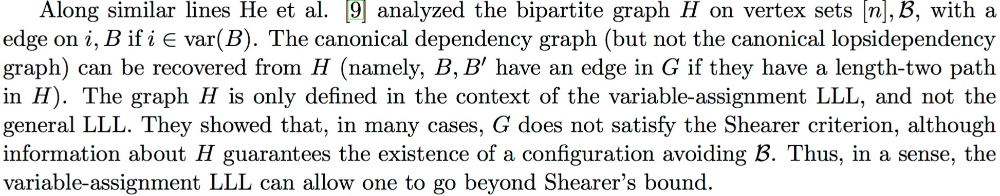 Along similar lines He et al. [9] analyzed the bipartite graph H on vertex sets [n], ℬ, with a
edge on i, B if i ∈ var(B). The canonical dependency graph (but not the canonical lopsidependency
graph) can be recovered from H (namely, B, B′ have an edge in G if they have a length-two path
in H). The graph H is only defined in the context of the variable-assignment LLL, and not the
general LLL. They showed that, in many cases, G does not satisfy the Shearer criterion, although
information about H guarantees the existence of a configuration avoiding ℬ. Thus, in a sense, the
variable-assignment LLL can allow one to go beyond Shearer's bound.